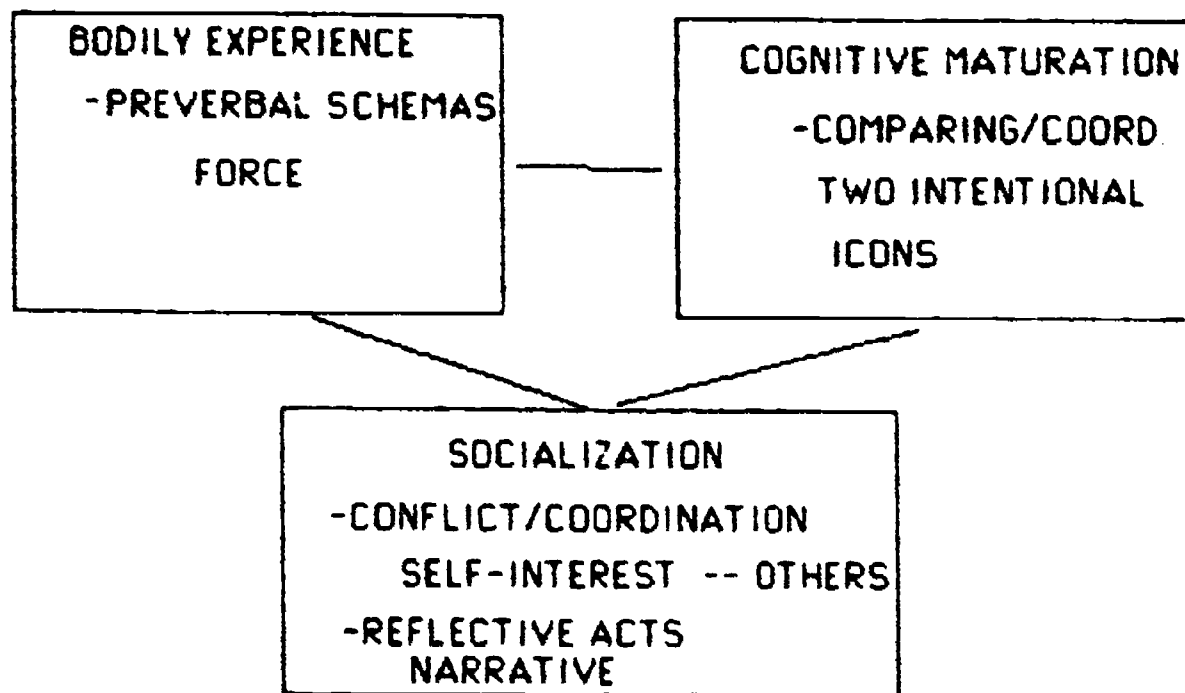 BODILY EXPERIENCE
-PREVERBAL SCHEMAS
FORCE
COGNITIVE MATURATION
-COMPARING/COORD.
TWO INTENTIONAL
ICONS
SOCIALIZATION
-CONFLICT/COORDINATION
SELF-INTEREST -- OTHERS
-REFLECTIVE ACTS
NARRATIVE